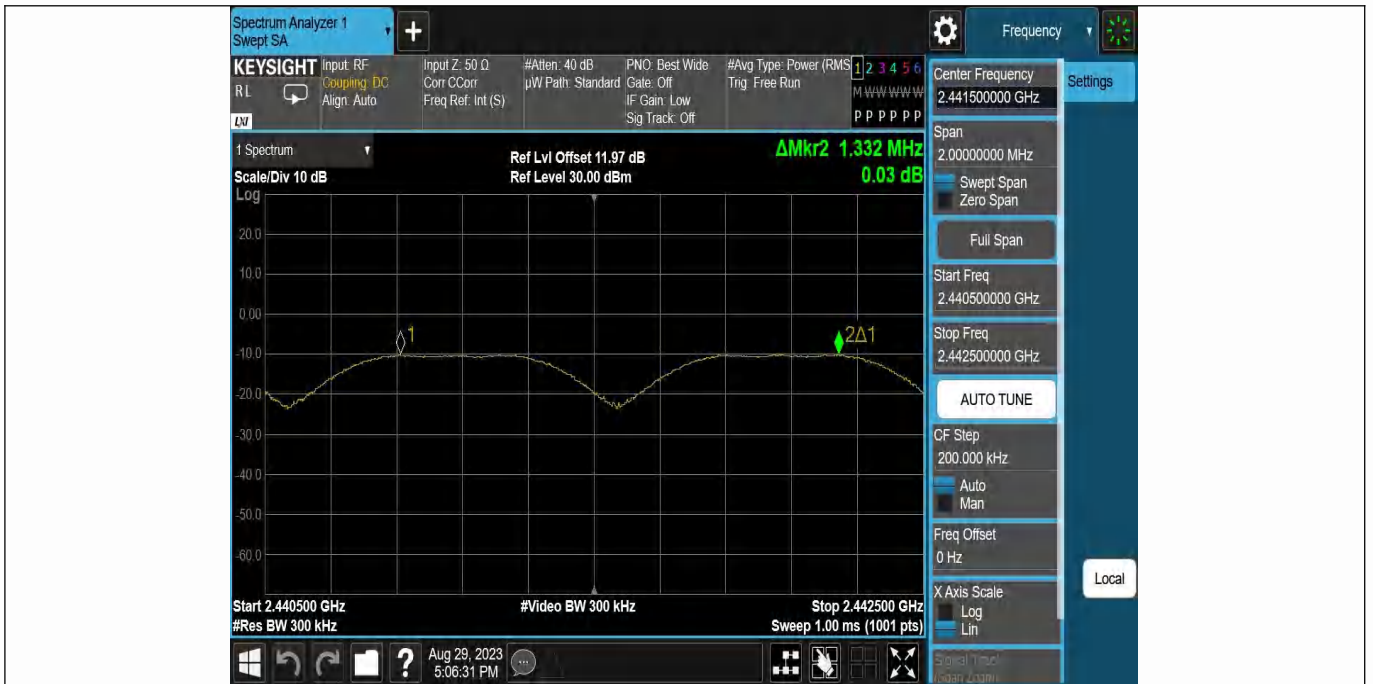 Spectrum Analyzer 1
Swept SA
+
Frequency
KEYSIGHT
RL
LXI
Input: RF
Coupling: DC
Align: Auto
Input Z: 50 Ω
Corr CCorr
Freq Ref: Int (S)
#Atten: 40 dB
µW Path: Standard
PNO: Best Wide
Gate: Off
IF Gain: Low
Sig Track: Off
#Avg Type: Power (RMS
Trig: Free Run
1 2 3 4 5 6
M W W W W W
P P P P P P
1 Spectrum
Scale/Div 10 dB
Ref Lvl Offset 11.97 dB
Ref Level 30.00 dBm
ΔMkr2 1.332 MHz
0.03 dB
Log
20.0
10.0
0.00
-10.0
-20.0
-30.0
-40.0
-50.0
-60.0
1
2Δ1
Start 2.440500 GHz
#Res BW 300 kHz
#Video BW 300 kHz
Stop 2.442500 GHz
Sweep 1.00 ms (1001 pts)
?
Aug 29, 2023
5:06:31 PM
Center Frequency
2.441500000 GHz
Span
2.00000000 MHz
Swept Span
Zero Span
Full Span
Start Freq
2.440500000 GHz
Stop Freq
2.442500000 GHz
AUTO TUNE
CF Step
200.000 kHz
Auto
Man
Freq Offset
0 Hz
X Axis Scale
Log
Lin
Signal Track
(Span Zoom)
Settings
Local